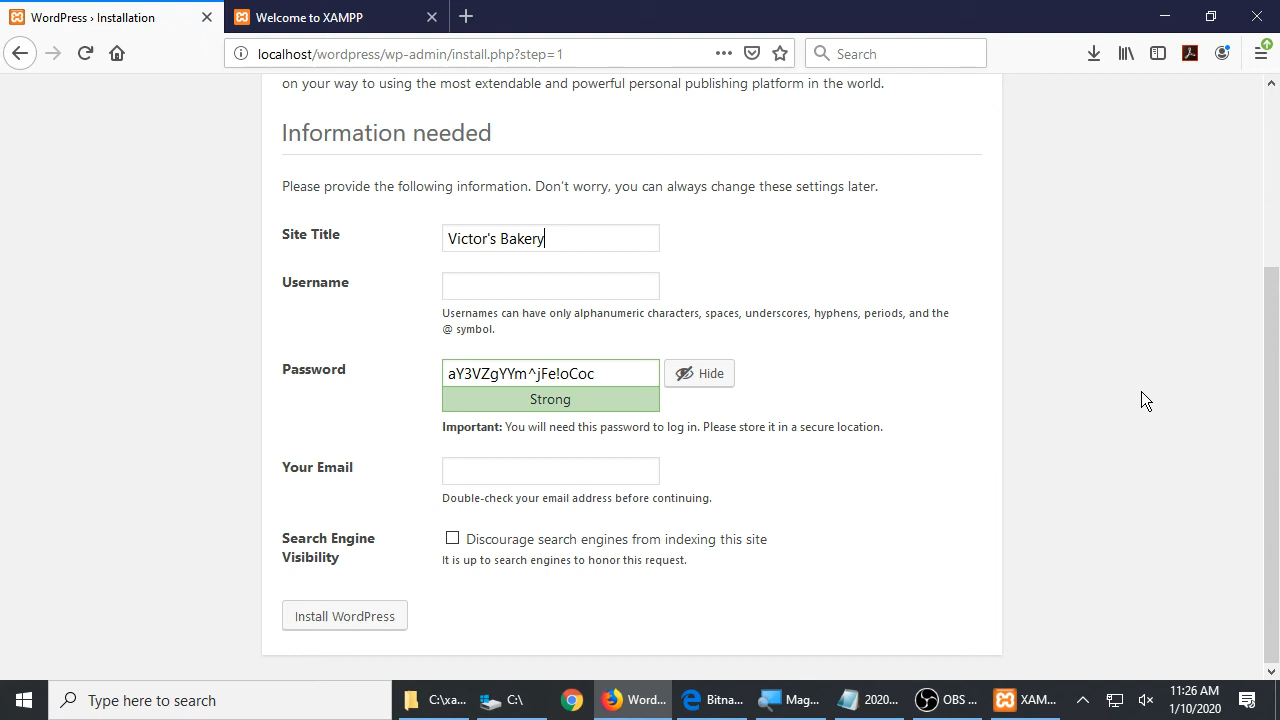 WordPress › Installation
Welcome to XAMPP
localhost/wordpress/wp-admin/install.php?step=1
Search
on your way to using the most extendable and powerful personal publishing platform in the world.
Information needed
Please provide the following information. Don't worry, you can always change these settings later.
Site Title
Victor's Bakery
Username
Usernames can have only alphanumeric characters, spaces, underscores, hyphens, periods, and the
@ symbol.
Password
aY3VZgYYm^jFe!oCoc
Hide
Strong
Important: You will need this password to log in. Please store it in a secure location.
Your Email
Double-check your email address before continuing.
Search Engine
Visibility
Discourage search engines from indexing this site
It is up to search engines to honor this request.
Install WordPress
Type here to search
C:\xa...
C:\
Word...
Bitna...
Mag...
2020...
OBS ...
XAM...
11:26 AM
1/10/2020